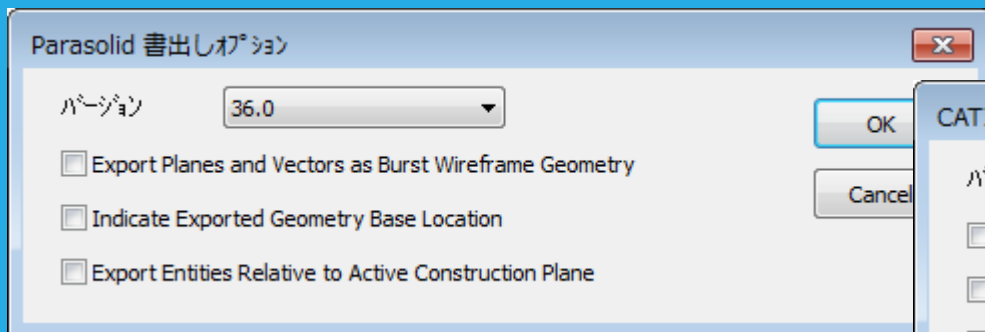 Parasolid 書出しｵﾌﾟｼｮﾝ
ﾊﾞｰｼﾞｮﾝ 36.0
OK
Export Planes and Vectors as Burst Wireframe Geometry
Cancel
Indicate Exported Geometry Base Location
Export Entities Relative to Active Construction Plane
CAT